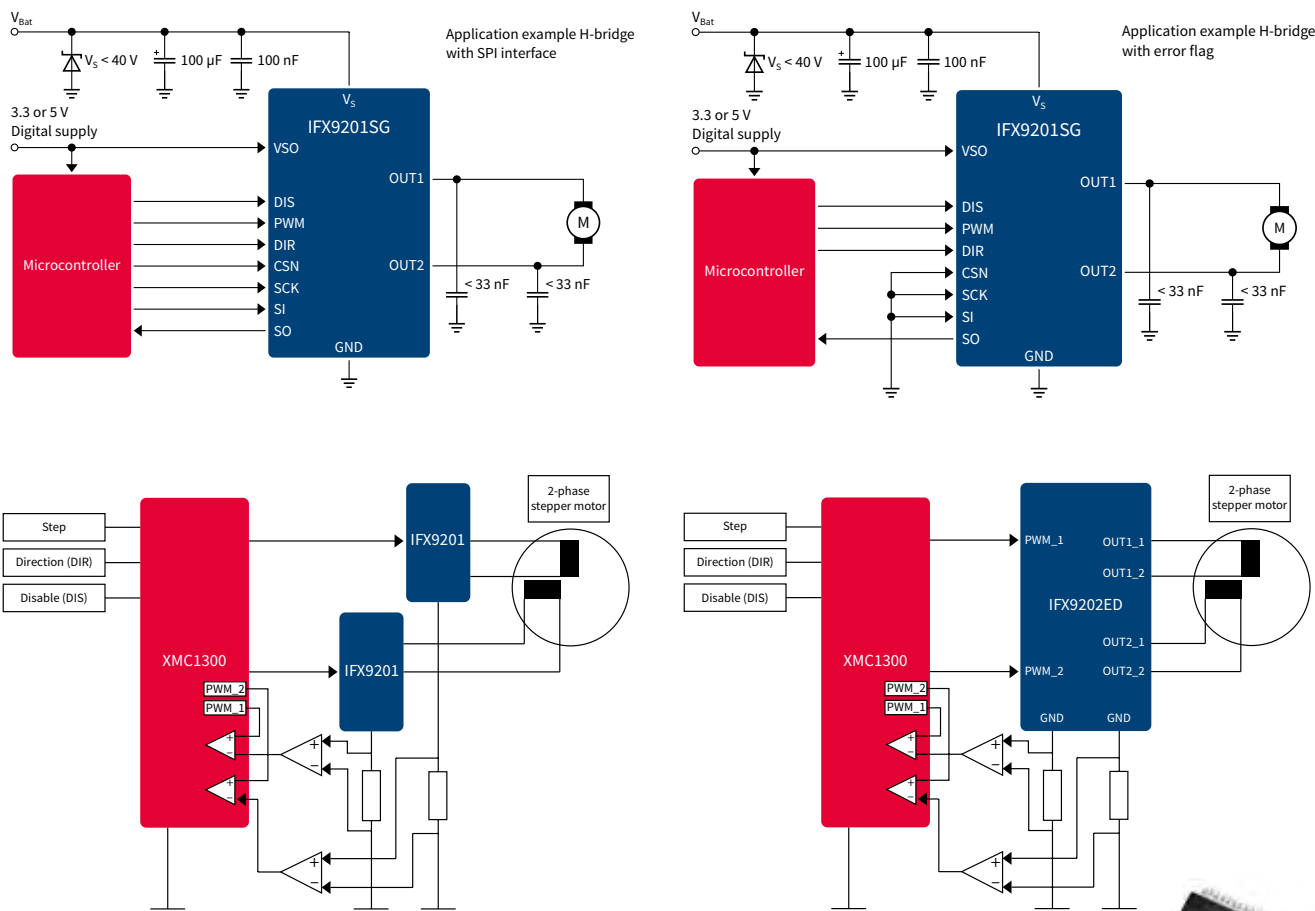 V_Bat
Application example H-bridge
with SPI interface
V_S < 40 V
100 µF
100 nF
3.3 or 5 V
Digital supply
V_S
IFX9201SG
VSO
OUT1
DIS
PWM
DIR
CSN
SCK
SI
SO
OUT2
GND
Microcontroller
M
< 33 nF
< 33 nF
+
V_Bat
Application example H-bridge
with error flag
V_S < 40 V
100 µF
100 nF
3.3 or 5 V
Digital supply
V_S
IFX9201SG
VSO
OUT1
DIS
PWM
DIR
CSN
SCK
SI
SO
OUT2
GND
Microcontroller
M
< 33 nF
< 33 nF
+
Step
Direction (DIR)
Disable (DIS)
XMC1300
PWM_2
PWM_1
+
−
+
−
+
−
+
−
IFX9201
IFX9201
2-phase
stepper motor
Step
Direction (DIR)
Disable (DIS)
XMC1300
PWM_2
PWM_1
+
−
+
−
+
−
+
−
PWM_1
OUT1_1
OUT1_2
IFX9202ED
OUT2_1
PWM_2
OUT2_2
GND
GND
2-phase
stepper motor